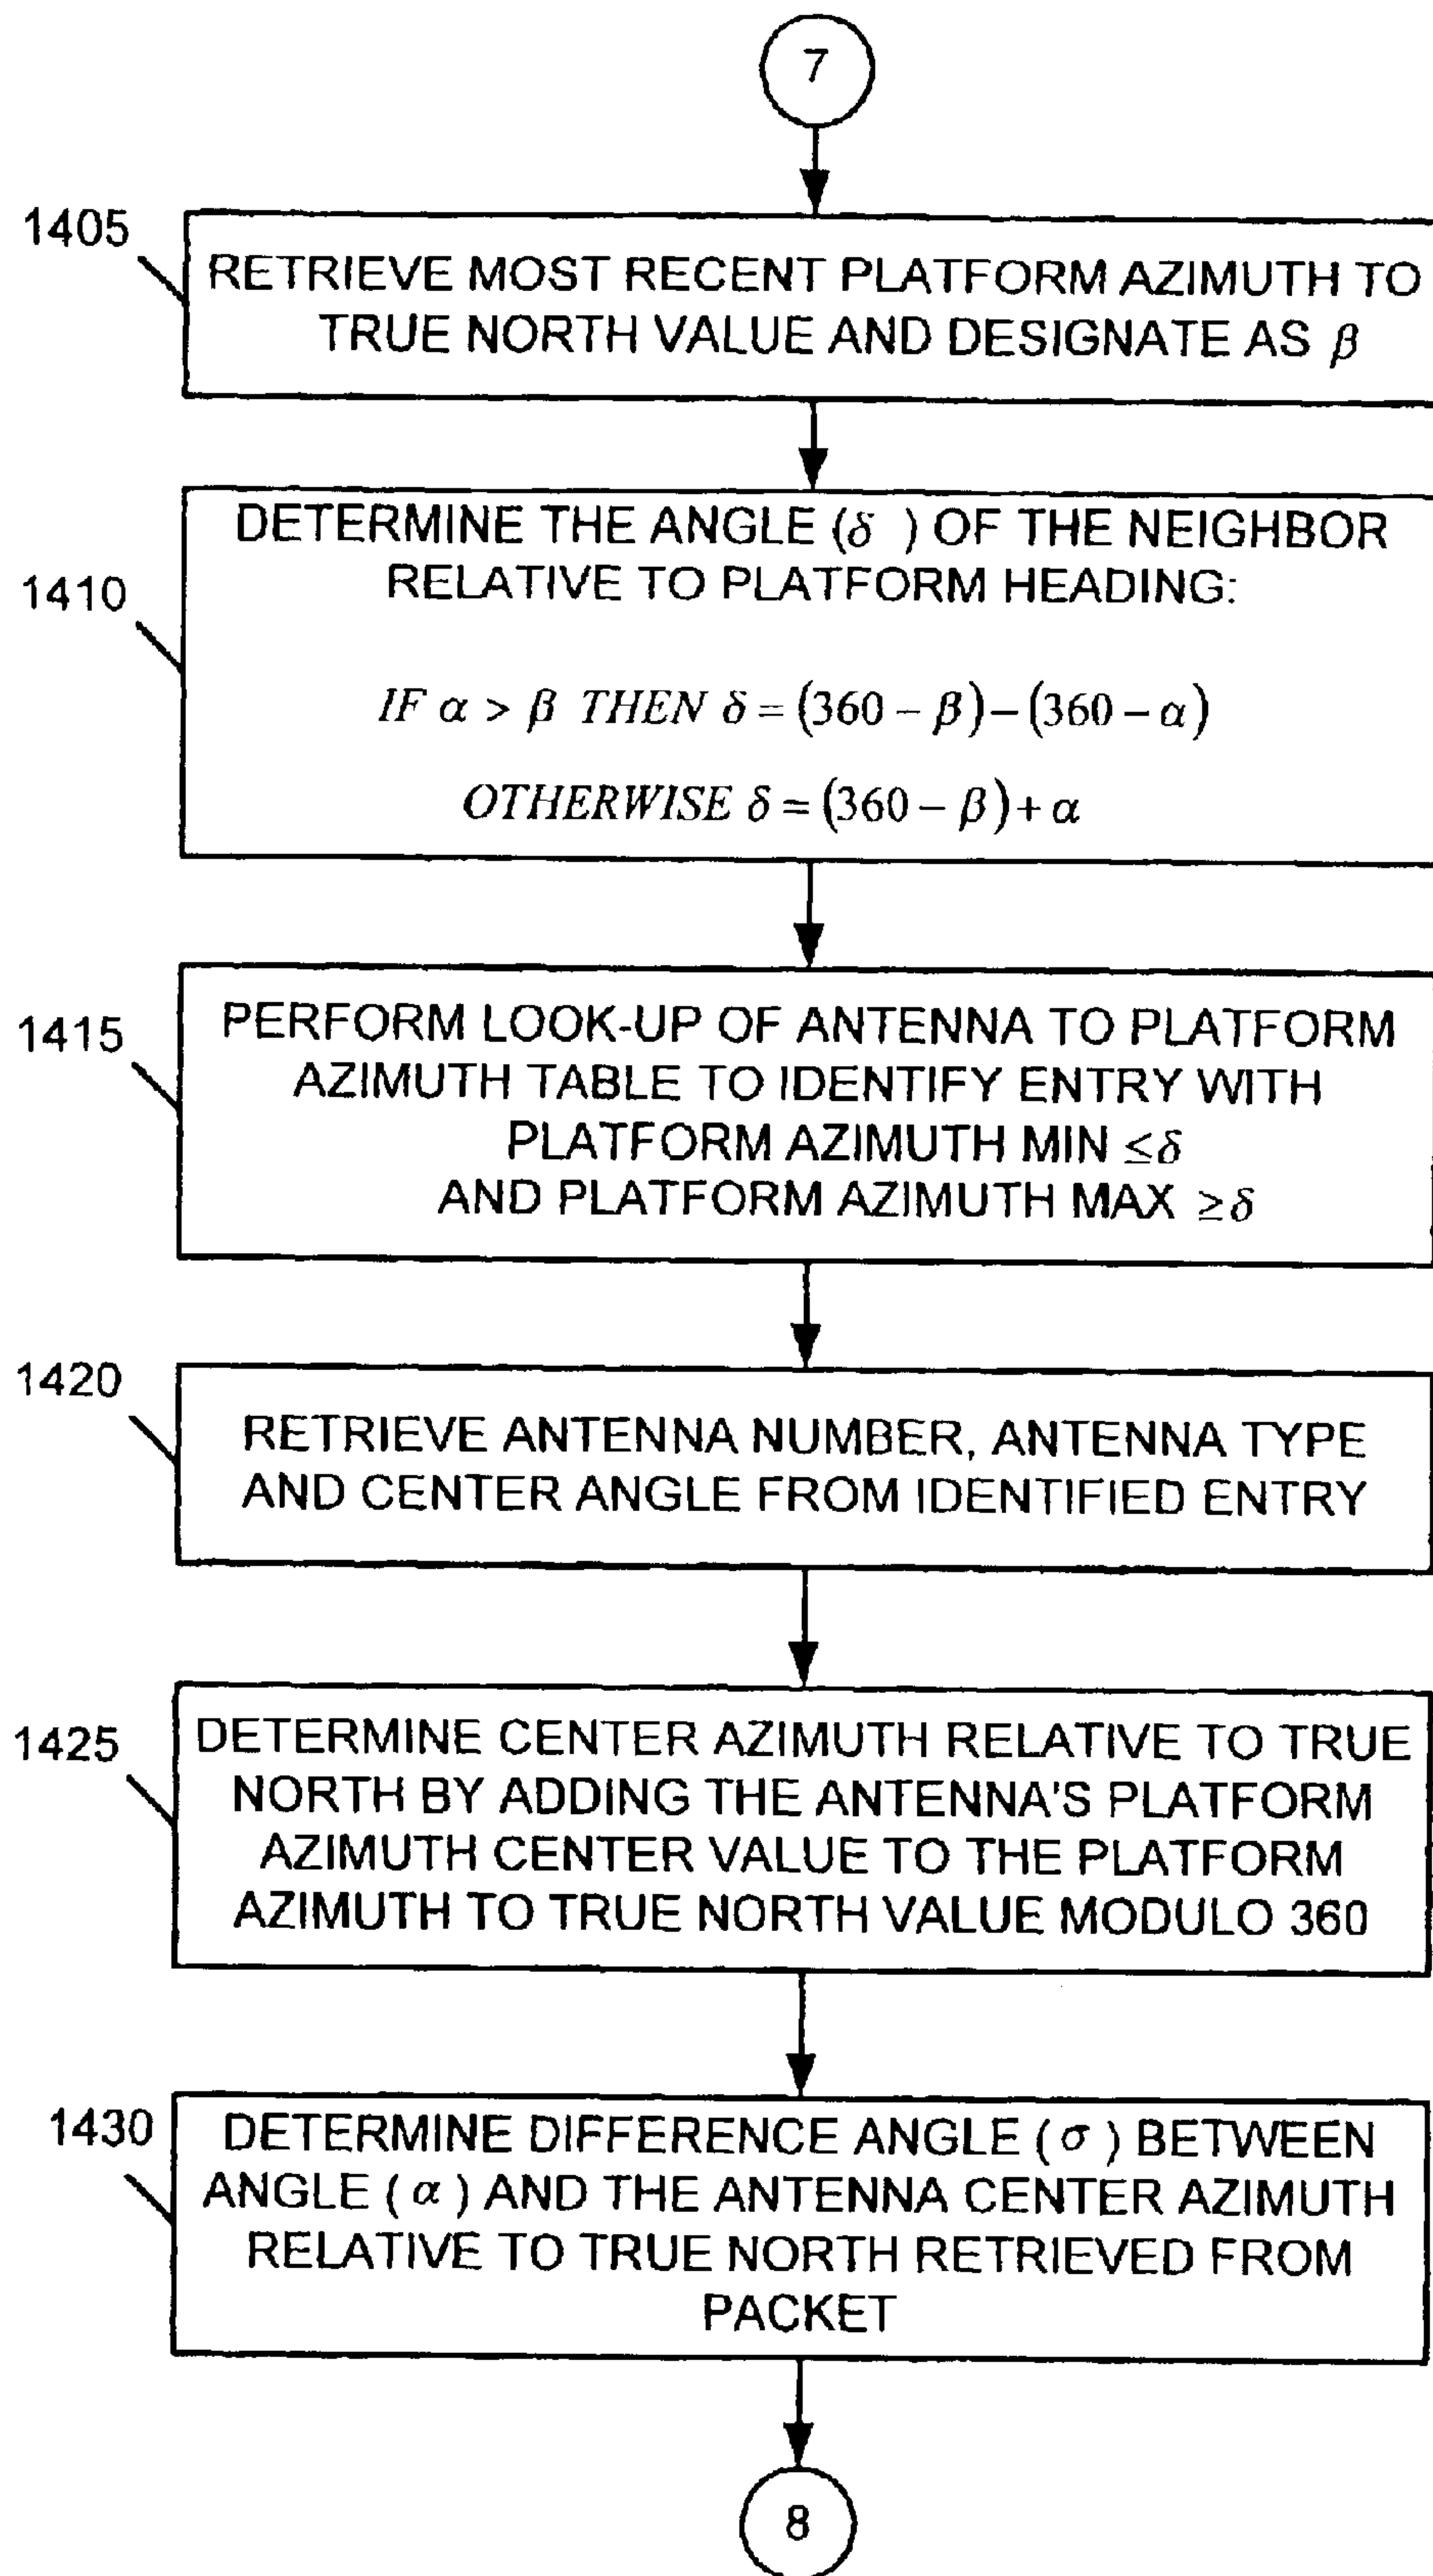 7
1405
RETRIEVE MOST RECENT PLATFORM AZIMUTH TO
TRUE NORTH VALUE AND DESIGNATE AS β
1410
DETERMINE THE ANGLE (δ ) OF THE NEIGHBOR
RELATIVE TO PLATFORM HEADING:
IF α > β THEN δ = (360 – β) – (360 – α)
OTHERWISE δ = (360 – β) + α
1415
PERFORM LOOK-UP OF ANTENNA TO PLATFORM
AZIMUTH TABLE TO IDENTIFY ENTRY WITH
PLATFORM AZIMUTH MIN ≤δ
AND PLATFORM AZIMUTH MAX ≥δ
1420
RETRIEVE ANTENNA NUMBER, ANTENNA TYPE
AND CENTER ANGLE FROM IDENTIFIED ENTRY
1425
DETERMINE CENTER AZIMUTH RELATIVE TO TRUE
NORTH BY ADDING THE ANTENNA'S PLATFORM
AZIMUTH CENTER VALUE TO THE PLATFORM
AZIMUTH TO TRUE NORTH VALUE MODULO 360
1430
DETERMINE DIFFERENCE ANGLE ( σ ) BETWEEN
ANGLE ( α ) AND THE ANTENNA CENTER AZIMUTH
RELATIVE TO TRUE NORTH RETRIEVED FROM
PACKET
8